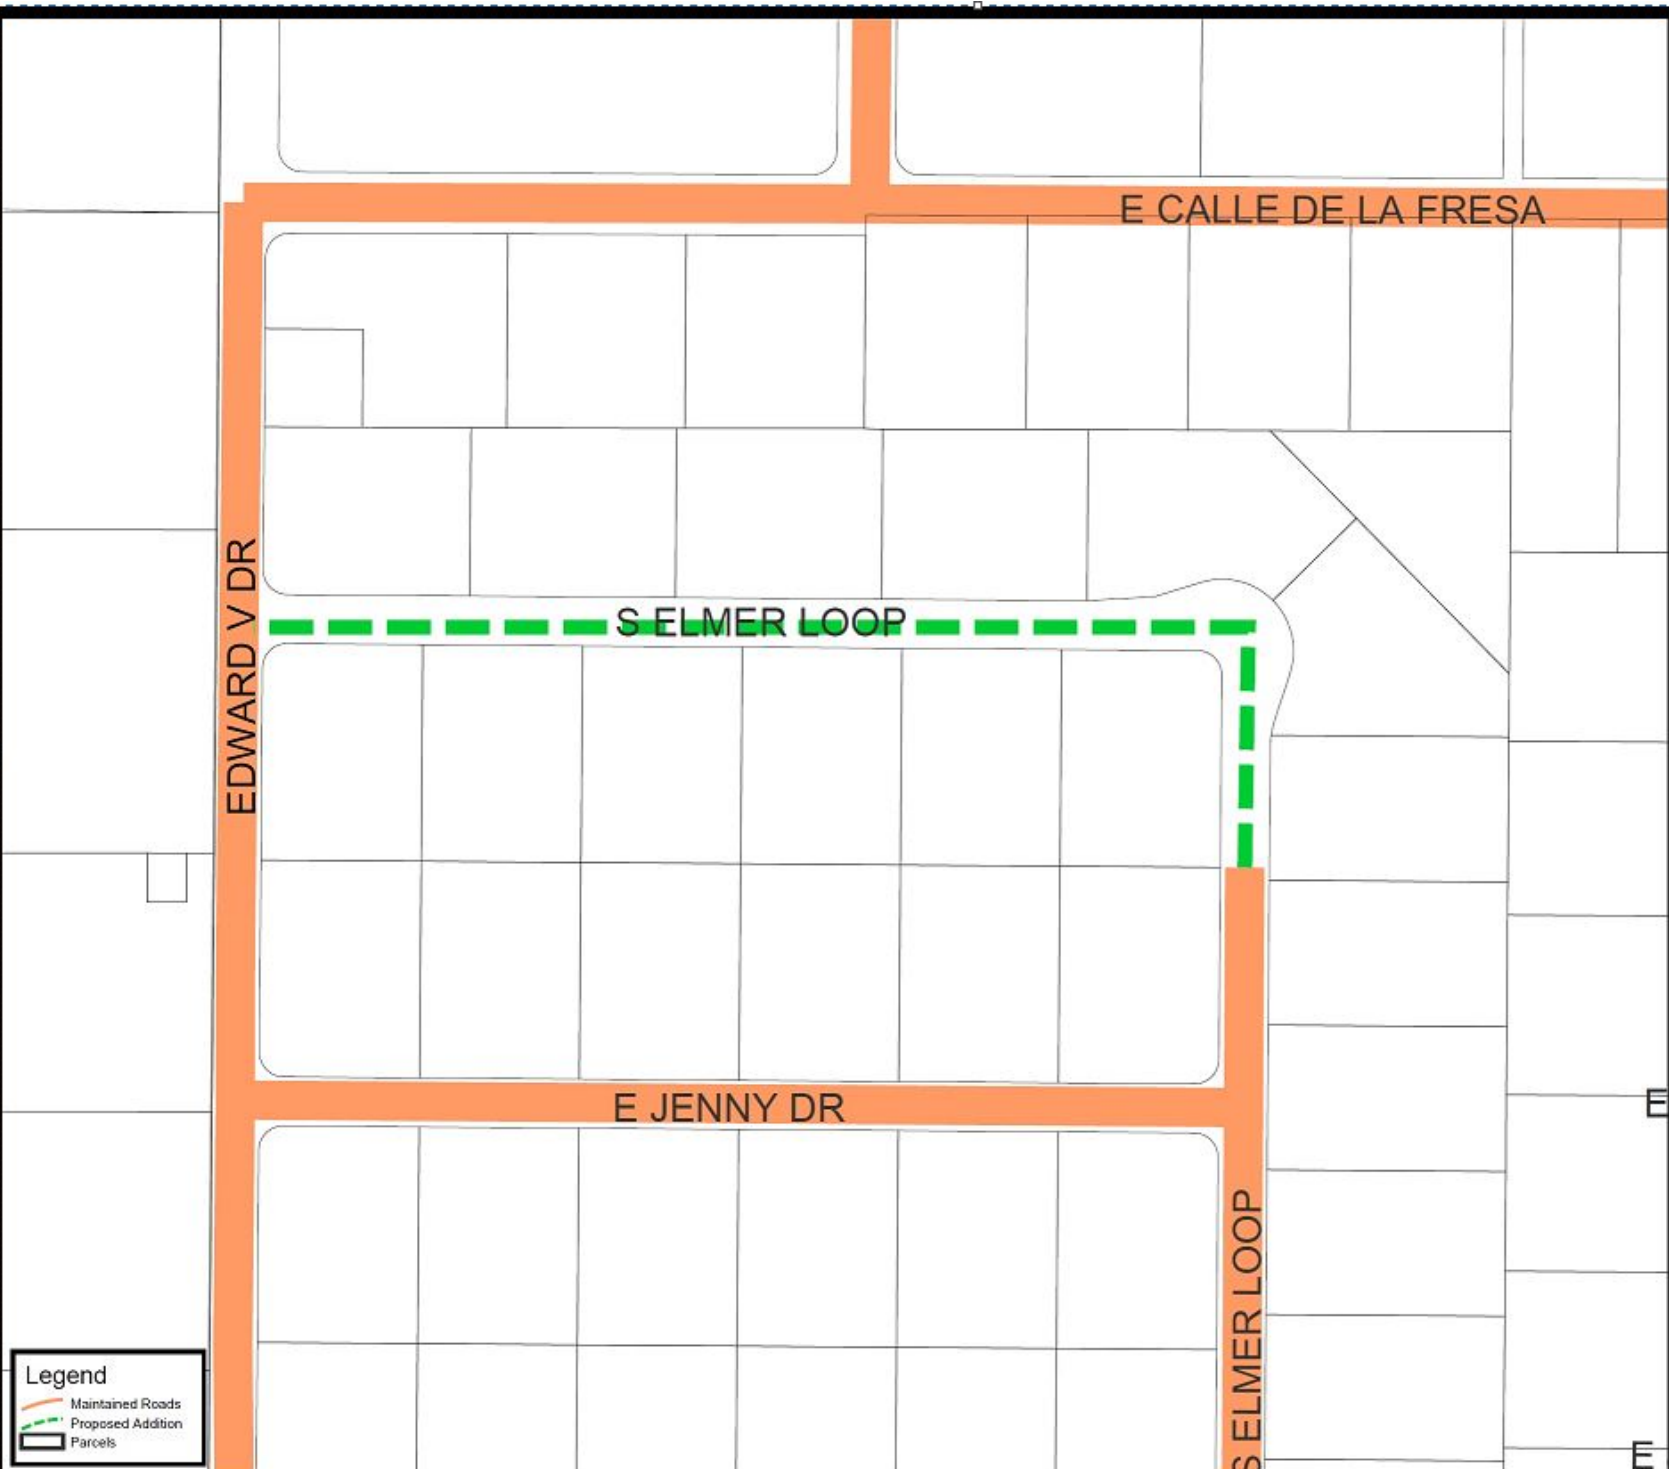 E CALLE DE LA FRESA
EDWARD V DR
S ELMER LOOP
E JENNY DR
E
S ELMER LOOP
Legend
Maintained Roads
Proposed Addition
Parcels
E